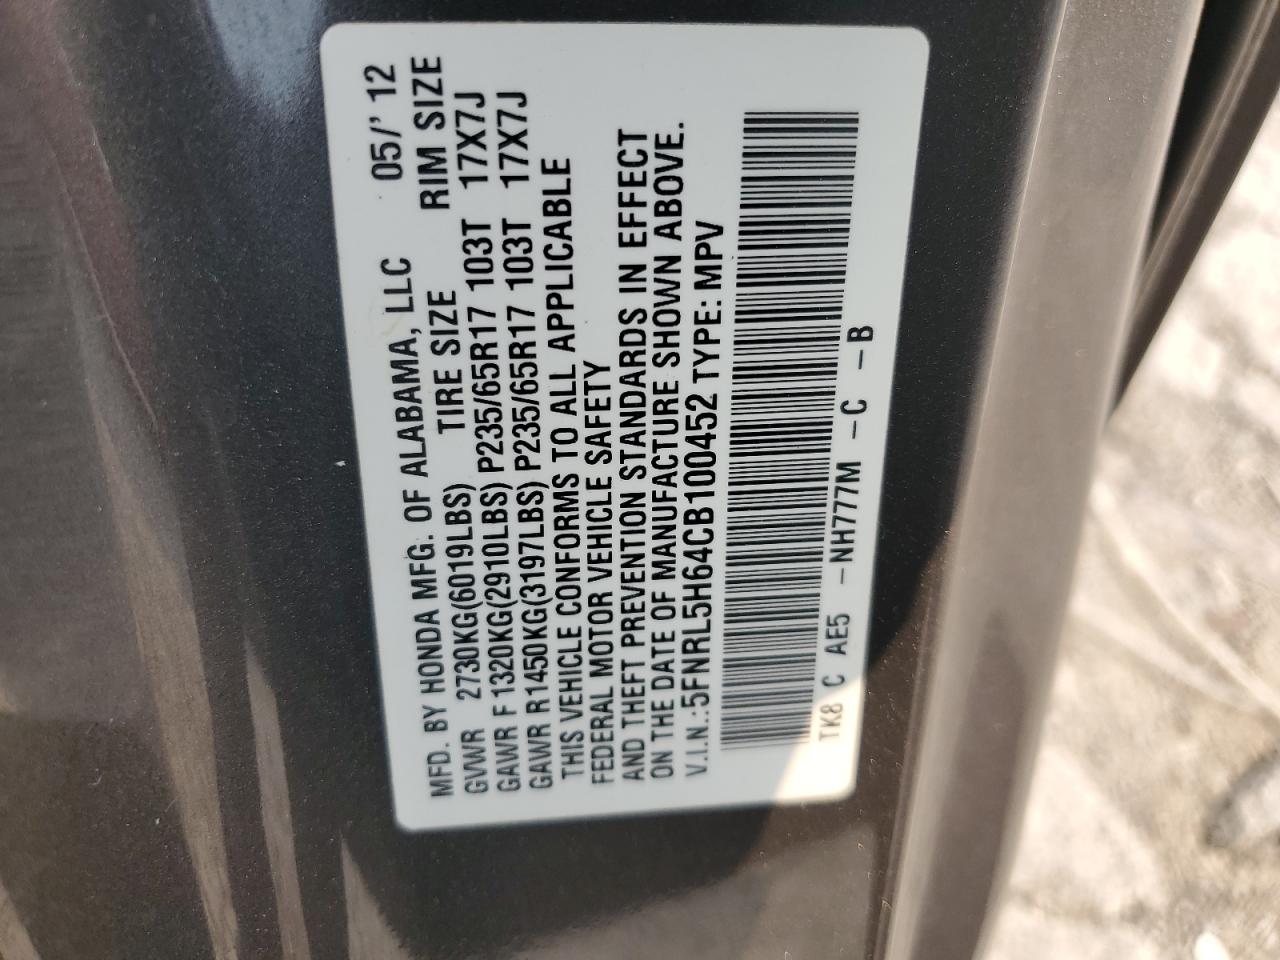 MFD. BY HONDA MFG. OF ALABAMA, LLC 05/' 12
GVWR 2730KG(6019LBS) TIRE SIZE RIM SIZE
GAWR F 1320KG(2910LBS) P235/65R17 103T 17X7J
GAWR R1450KG(3197LBS) P235/65R17 103T 17X7J
THIS VEHICLE CONFORMS TO ALL APPLICABLE
FEDERAL MOTOR VEHICLE SAFETY
AND THEFT PREVENTION STANDARDS IN EFFECT
ON THE DATE OF MANUFACTURE SHOWN ABOVE.
V.I.N.:5FNRL5H64CB100452 TYPE: MPV
TK8 C AE5 -NH777M -C -B